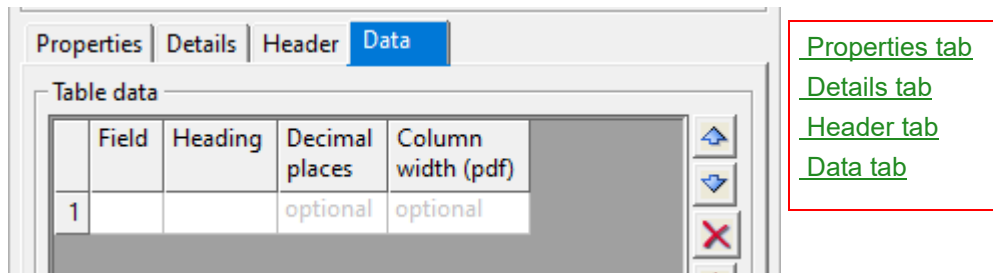 Properties Details Header Data
Table data
Field Heading Decimal places Column width (pdf)
1 optional optional
Properties tab
Details tab
Header tab
Data tab